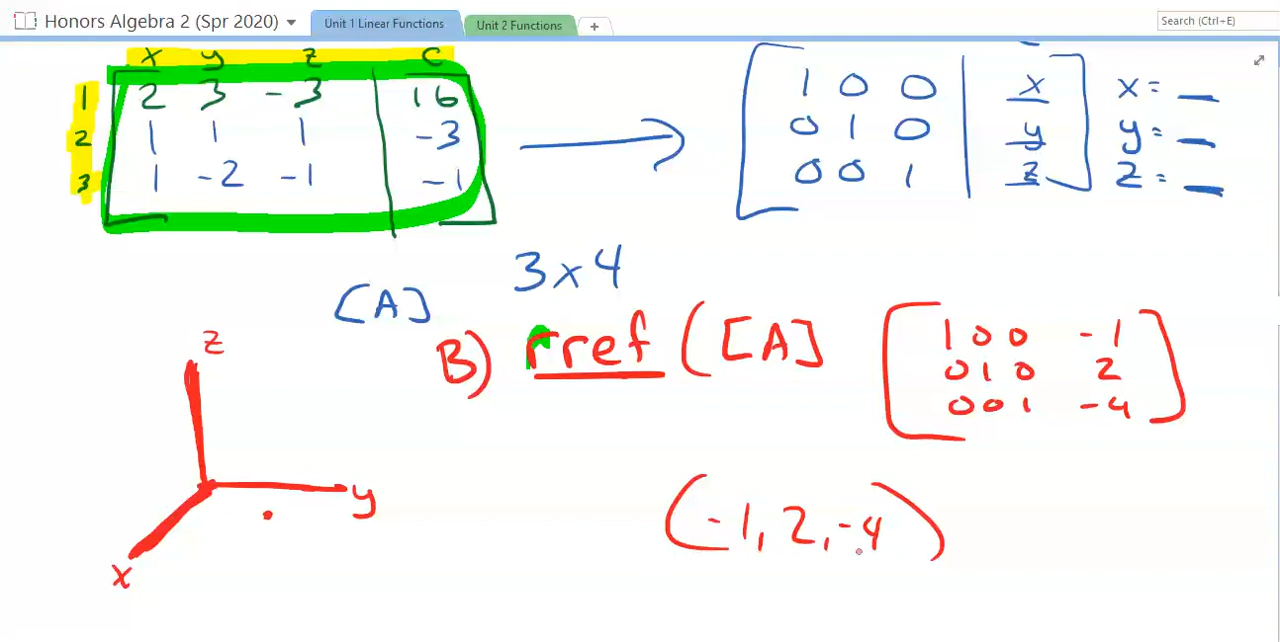 Honors Algebra 2 (Spr 2020)
Unit 1 Linear Functions
Unit 2 Functions
+
Search (Ctrl+E)
x y z c
1 2 3 -3 16
2 1 1 1 -3
3 1 -2 -1 -1
1 0 0 x x = _
0 1 0 y y = _
0 0 1 z z = _
3x4
[A]
B) rref ([A]
1 0 0 -1
0 1 0 2
0 0 1 -4
z
y
x
(-1, 2, -4)